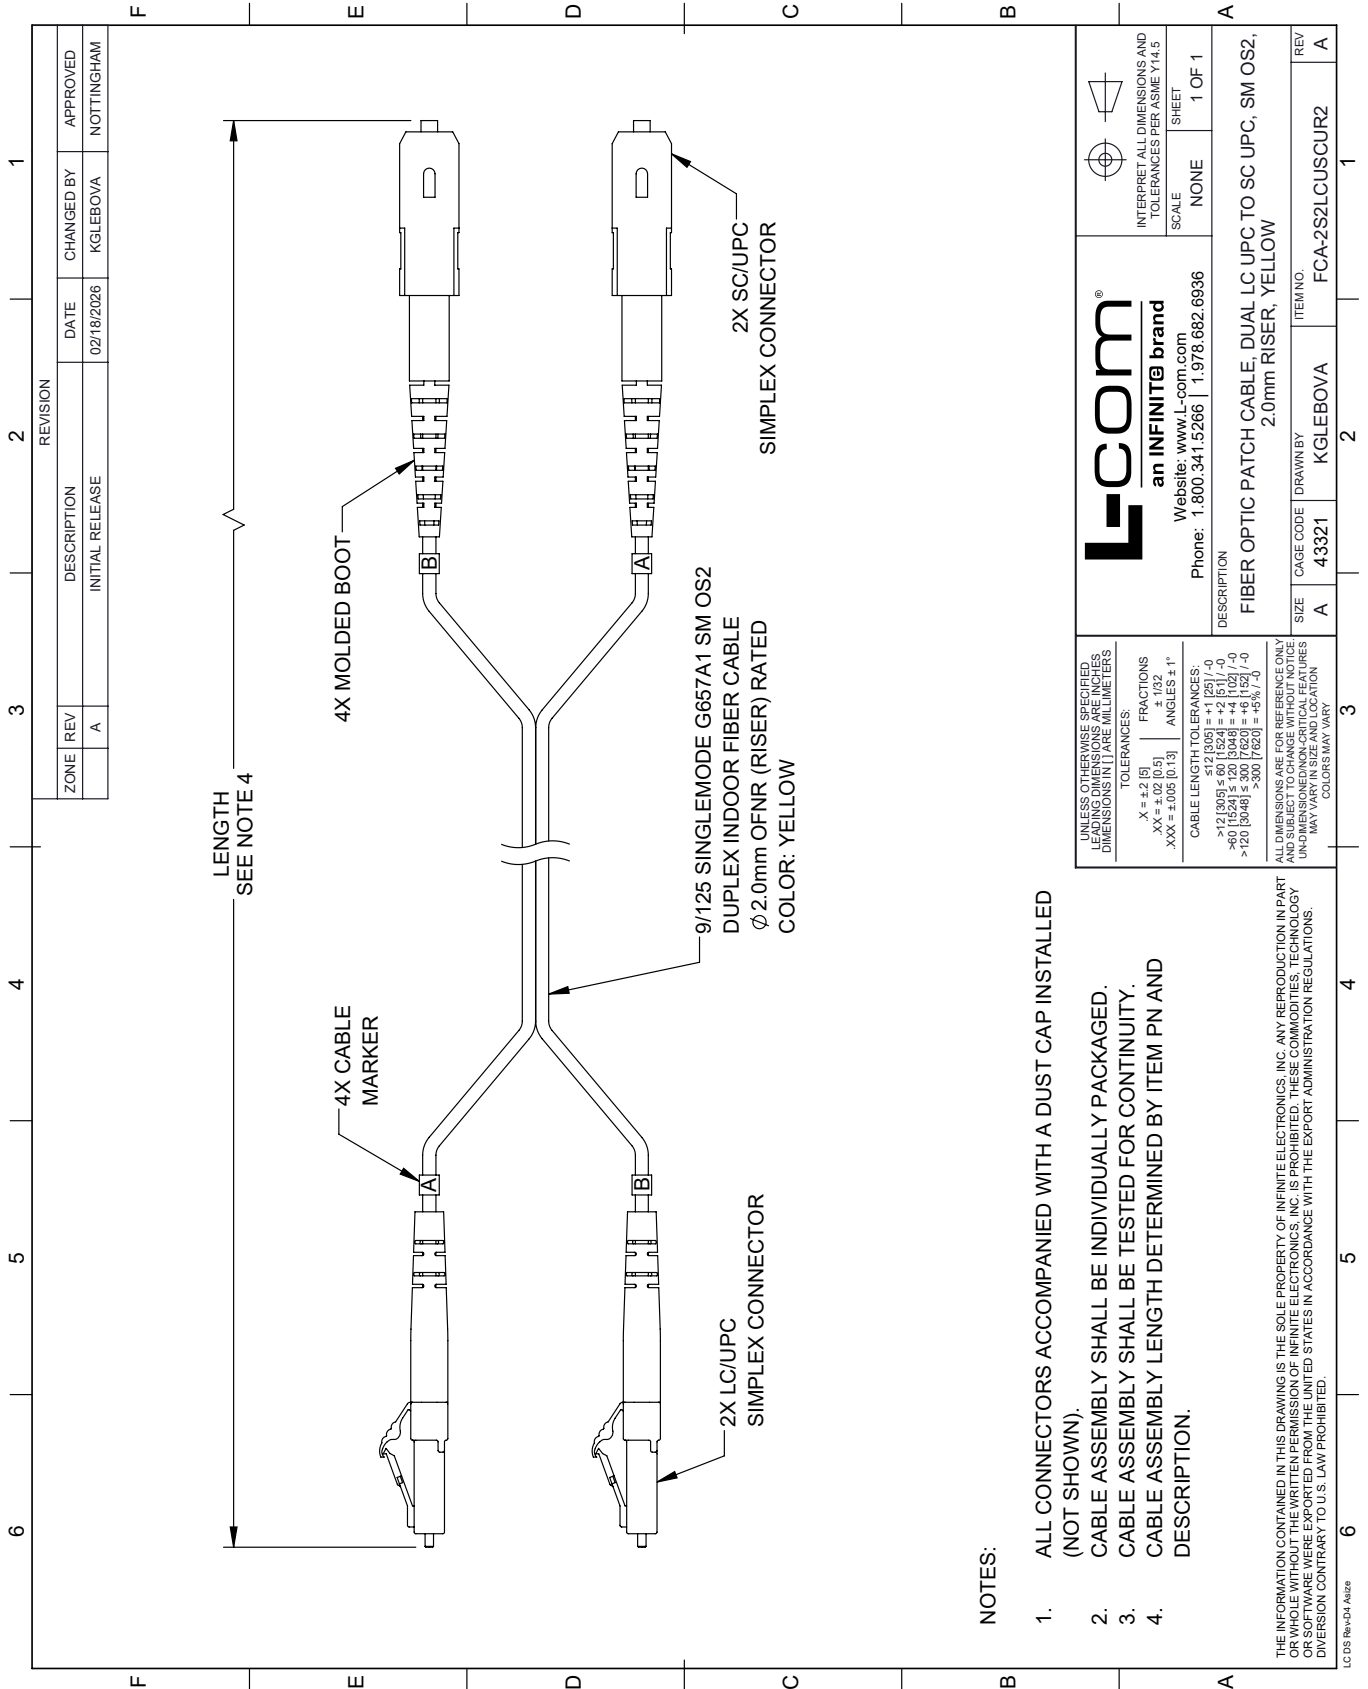 F
E
D
C
B
A
1
2
3
4
5
6
REVISION
ZONE REV DESCRIPTION DATE CHANGED BY APPROVED
A INITIAL RELEASE 02/18/2026 KGLEBOVA NOTTINGHAM
LENGTH
SEE NOTE 4
4X CABLE
MARKER
4X MOLDED BOOT
A
B
B
A
2X LC/UPC
SIMPLEX CONNECTOR
9/125 SINGLEMODE G657A1 SM OS2
DUPLEX INDOOR FIBER CABLE
∅2.0mm OFNR (RISER) RATED
COLOR: YELLOW
2X SC/UPC
SIMPLEX CONNECTOR
NOTES:
1. ALL CONNECTORS ACCOMPANIED WITH A DUST CAP INSTALLED
(NOT SHOWN).
2. CABLE ASSEMBLY SHALL BE INDIVIDUALLY PACKAGED.
3. CABLE ASSEMBLY SHALL BE TESTED FOR CONTINUITY.
4. CABLE ASSEMBLY LENGTH DETERMINED BY ITEM PN AND
DESCRIPTION.
THE INFORMATION CONTAINED IN THIS DRAWING IS THE SOLE PROPERTY OF INFINITE ELECTRONICS, INC. ANY REPRODUCTION IN PART
OR WHOLE WITHOUT THE WRITTEN PERMISSION OF INFINITE ELECTRONICS, INC. IS PROHIBITED. THESE COMMODITIES, TECHNOLOGY
OR SOFTWARE WERE EXPORTED FROM THE UNITED STATES IN ACCORDANCE WITH THE EXPORT ADMINISTRATION REGULATIONS.
DIVERSION CONTRARY TO U.S. LAW PROHIBITED.
LC DS Rev-D4 Asize
UNLESS OTHERWISE SPECIFIED
LEADING DIMENSIONS ARE INCHES
DIMENSIONS IN [ ] ARE MILLIMETERS
TOLERANCES:
.X = ±.2 [5] FRACTIONS
.XX = ±.02 [0.5] ± 1/32
.XXX = ±.005 [0.13] ANGLES ± 1°
CABLE LENGTH TOLERANCES:
≤12 [305] = +1 [25] / -0
>12 [305] ≤ 60 [1524] = +2 [51] / -0
>60 [1524] ≤ 120 [3048] = +4 [102] / -0
>120 [3048] ≤ 300 [7620] = +6 [152] / -0
>300 [7620] = +5% / -0
ALL DIMENSIONS ARE FOR REFERENCE ONLY
AND SUBJECT TO CHANGE WITHOUT NOTICE.
UN-DIMENSIONED/NON-CRITICAL FEATURES
MAY VARY IN SIZE AND LOCATION
COLORS MAY VARY
L-com®
an INFINITE brand
Website: www.L-com.com
Phone: 1.800.341.5266 | 1.978.682.6936
INTERPRET ALL DIMENSIONS AND
TOLERANCES PER ASME Y14.5
SCALE SHEET
NONE 1 OF 1
DESCRIPTION
FIBER OPTIC PATCH CABLE, DUAL LC UPC TO SC UPC, SM OS2,
2.0mm RISER, YELLOW
SIZE CAGE CODE DRAWN BY ITEM NO. REV
A 43321 KGLEBOVA FCA-2S2LCUSCUR2 A
6
5
4
3
2
1
F
E
D
C
B
A